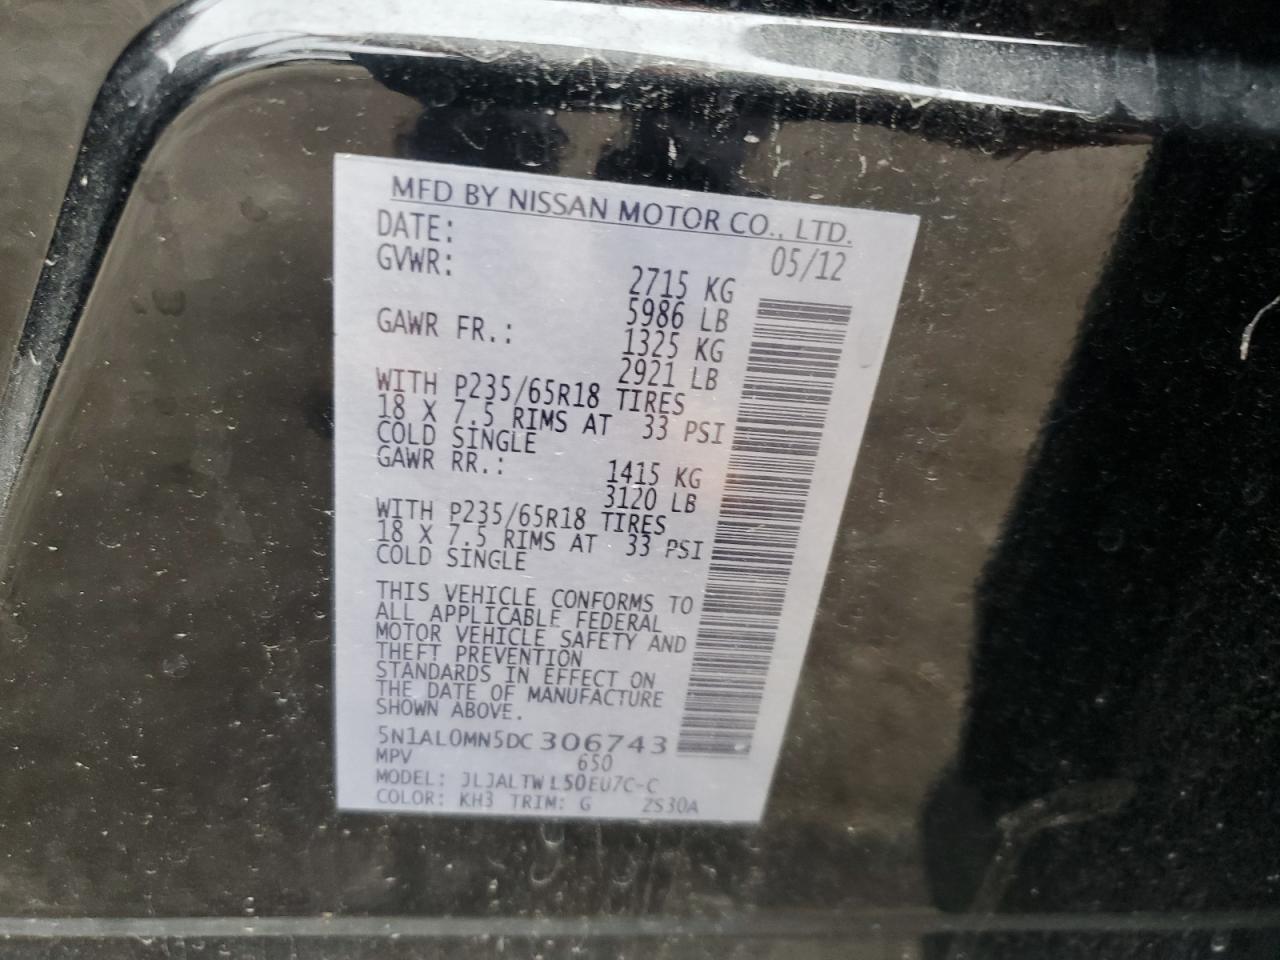 MFD BY NISSAN MOTOR CO., LTD.
DATE: 05/12
GVWR: 2715 KG
5986 LB
GAWR FR.: 1325 KG
2921 LB
WITH P235/65R18 TIRES
18 X 7.5 RIMS AT 33 PSI
COLD SINGLE
GAWR RR.: 1415 KG
3120 LB
WITH P235/65R18 TIRES
18 X 7.5 RIMS AT 33 PSI
COLD SINGLE
THIS VEHICLE CONFORMS TO
ALL APPLICABLE FEDERAL
MOTOR VEHICLE SAFETY AND
THEFT PREVENTION
STANDARDS IN EFFECT ON
THE DATE OF MANUFACTURE
SHOWN ABOVE.
5N1AL0MN5DC306743
MPV 650
MODEL: JLJALTWL50EU7C-C
COLOR: KH3 TRIM: G ZS30A